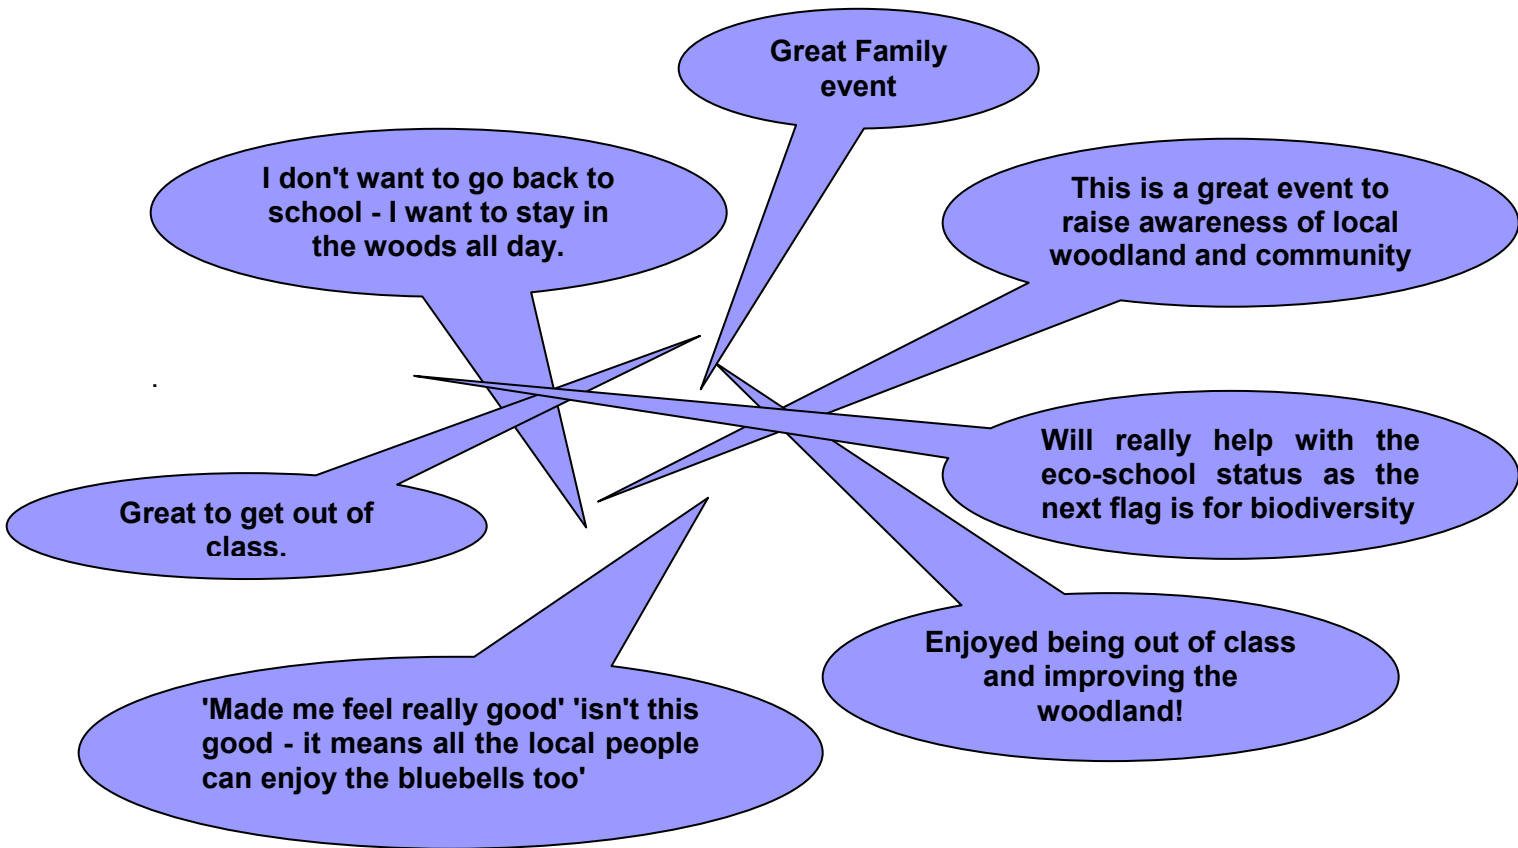 Great Family
event
I don't want to go back to
school - I want to stay in
the woods all day.
This is a great event to
raise awareness of local
woodland and community
.
Will really help with the
eco-school status as the
next flag is for biodiversity
Great to get out of
class.
Enjoyed being out of class
and improving the
woodland!
'Made me feel really good' 'isn't this
good - it means all the local people
can enjoy the bluebells too'